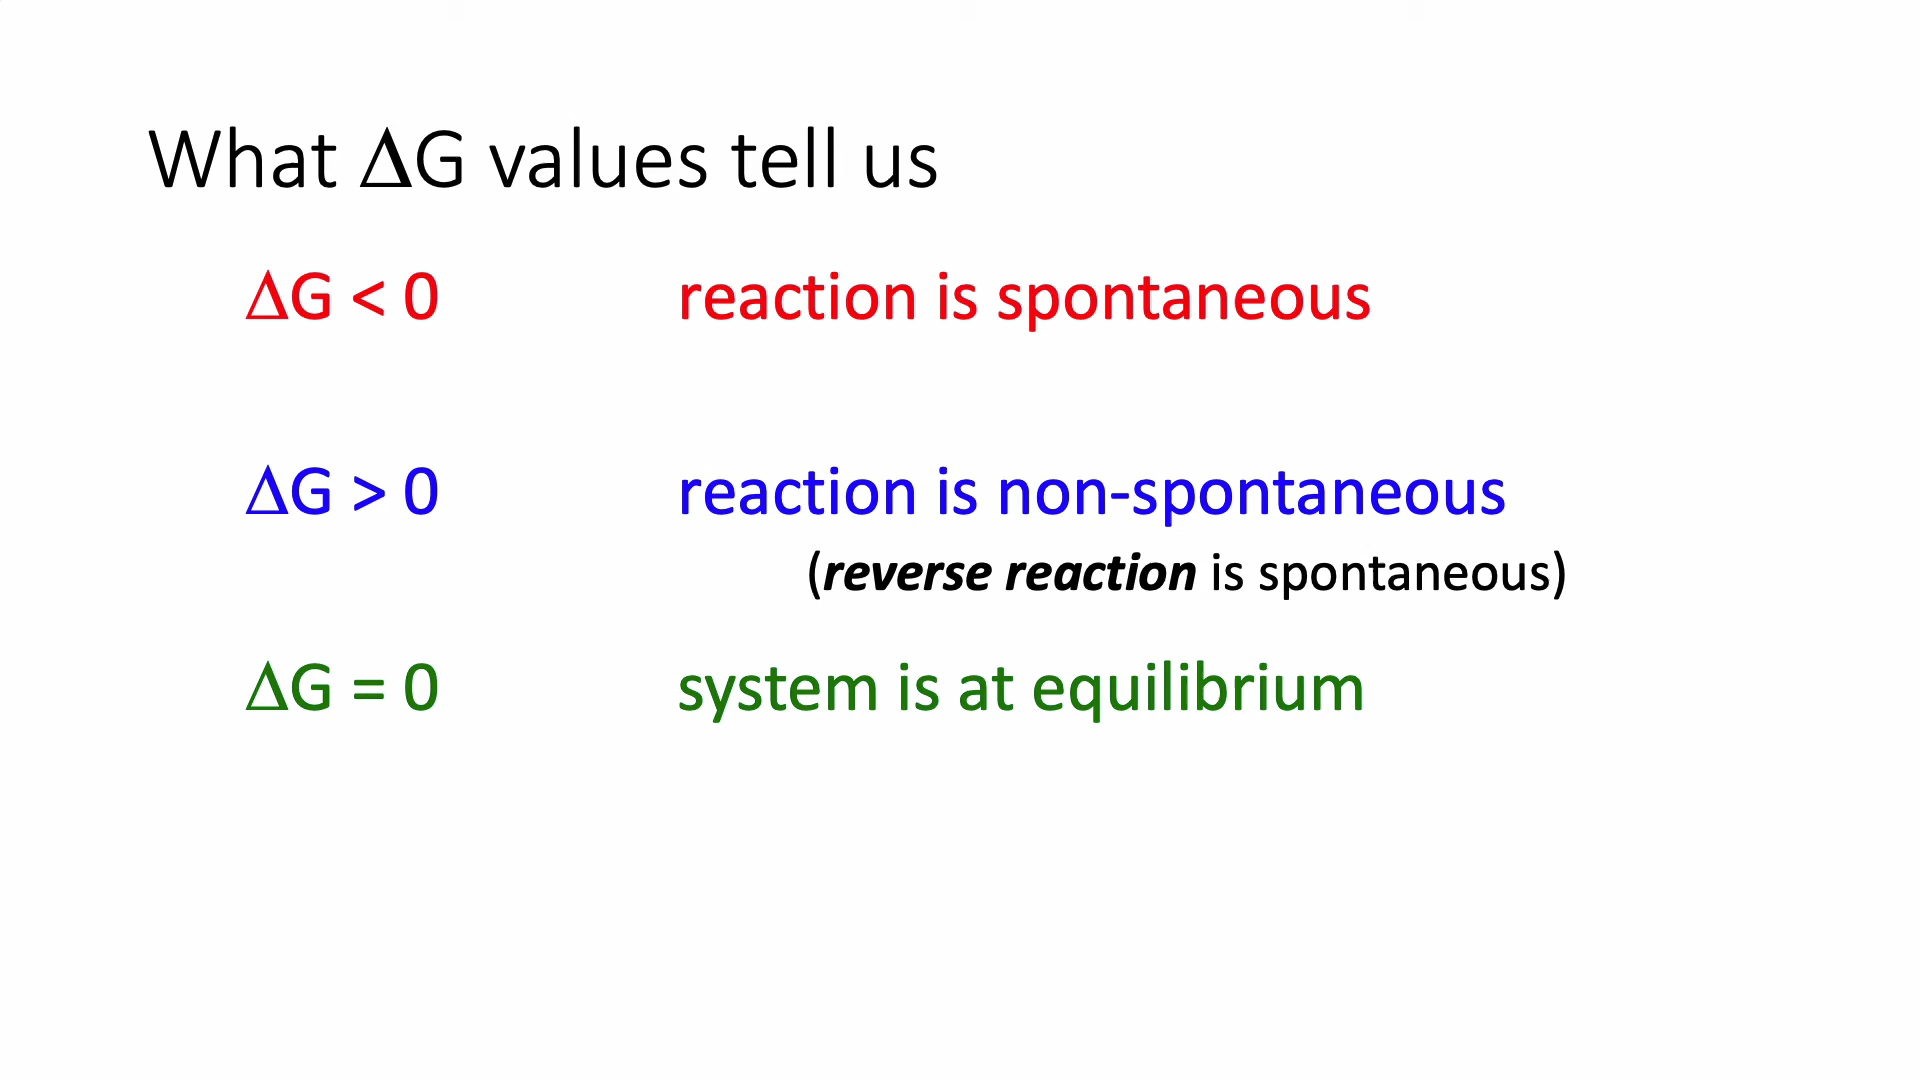 What ΔG values tell us
ΔG < 0 reaction is spontaneous
ΔG > 0 reaction is non-spontaneous
(reverse reaction is spontaneous)
ΔG = 0 system is at equilibrium